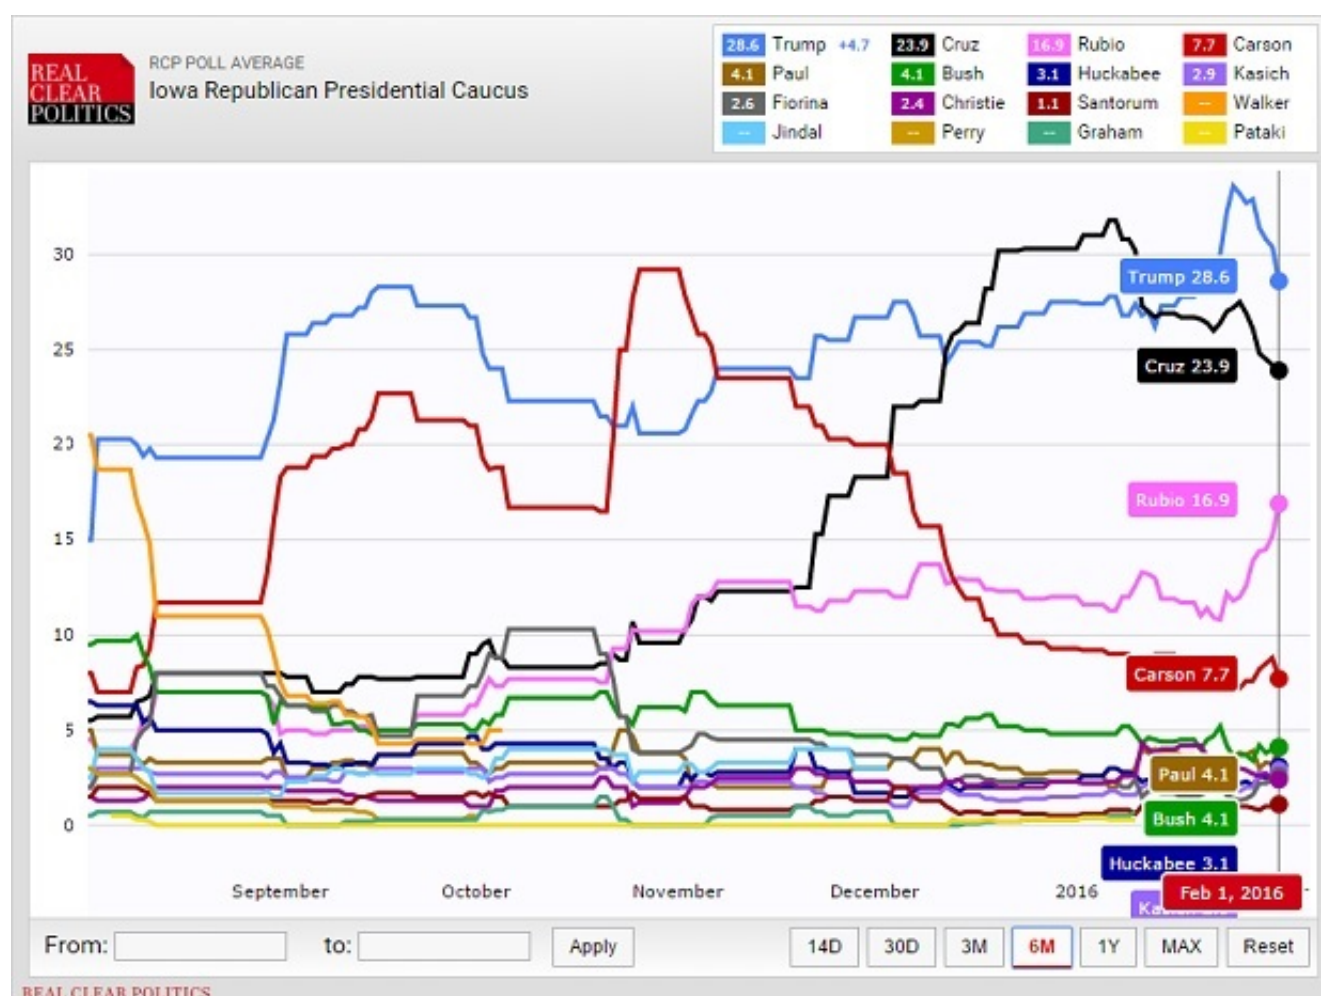 REAL
CLEAR
POLITICS
RCP POLL AVERAGE
Iowa Republican Presidential Caucus
28.6 Trump +4.7 23.9 Cruz 16.9 Rubio 7.7 Carson
4.1 Paul 4.1 Bush 3.1 Huckabee 2.9 Kasich
2.6 Fiorina 2.4 Christie 1.1 Santorum -- Walker
-- Jindal -- Perry -- Graham -- Pataki
30
Trump 28.6
25
Cruz 23.9
20
Rubio 16.9
15
10
Carson 7.7
5
Paul 4.1
Bush 4.1
0
Huckabee 3.1
September October November December 2016 Feb 1, 2016
From: to: Apply 14D 30D 3M 6M 1Y MAX Reset
REAL CLEAR POLITICS